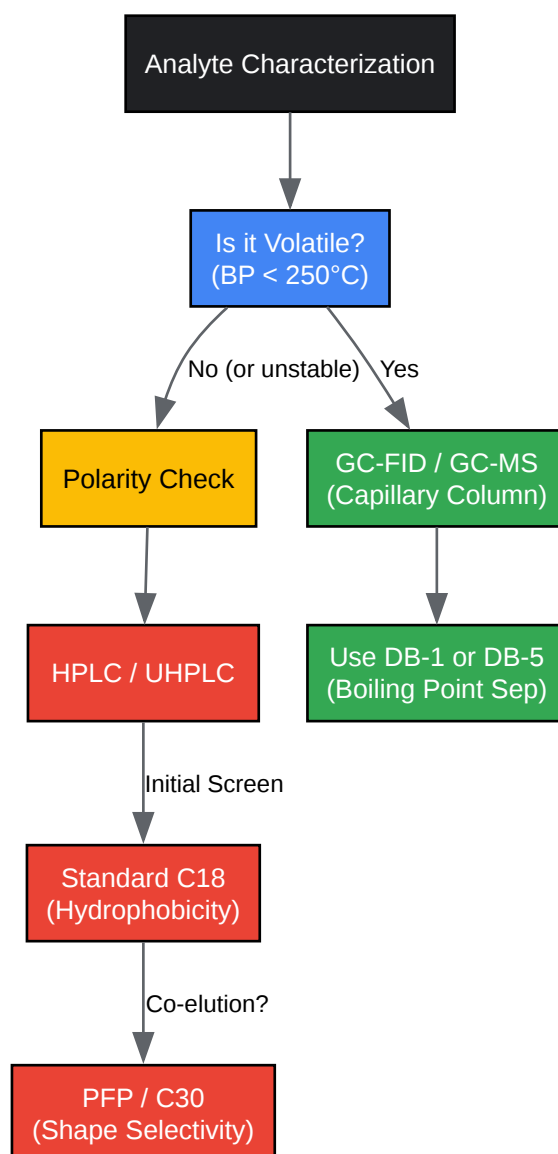 Analyte Characterization
Is it Volatile?
(BP < 250°C)
No (or unstable)
Yes
Polarity Check
GC-FID / GC-MS
(Capillary Column)
HPLC / UHPLC
Use DB-1 or DB-5
(Boiling Point Sep)
Initial Screen
Standard C18
(Hydrophobicity)
Co-elution?
PFP / C30
(Shape Selectivity)